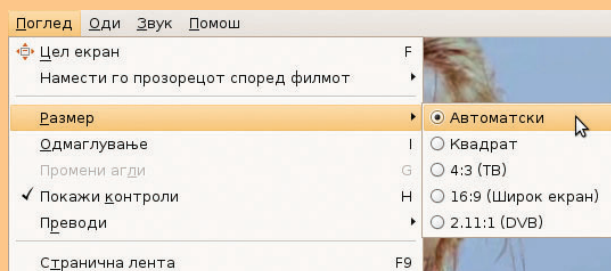 Поглед Оди Звук Помош
Цел екран F
Намести го прозорецот според филмот
Размер
Одмаглување I
Промени агли G
Покажи контроли H
Преводи
Странична лента F9
Автоматски
Квадрат
4:3 (ТВ)
16:9 (Широк екран)
2.11:1 (DVB)